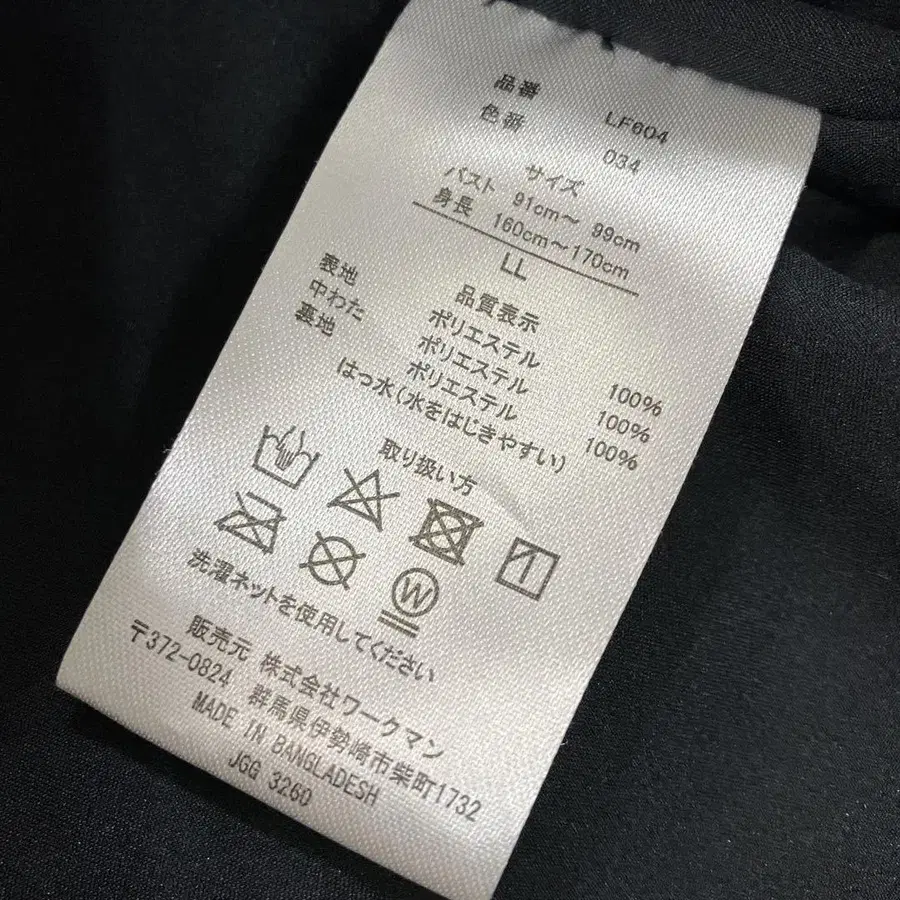 品番 LF604
色番 034
サイズ
バスト 91cm～ 99cm
身長 160cm～170cm
LL
品質表示
表地 ポリエステル 100%
中わた ポリエステル 100%
裏地 ポリエステル 100%
はっ水(水をはじきやすい)
取り扱い方
W
洗濯ネットを使用してください
販売元 株式会社ワークマン
〒372-0824 群馬県伊勢崎市柴町1732
MADE IN BANGLADESH
JGG 3260